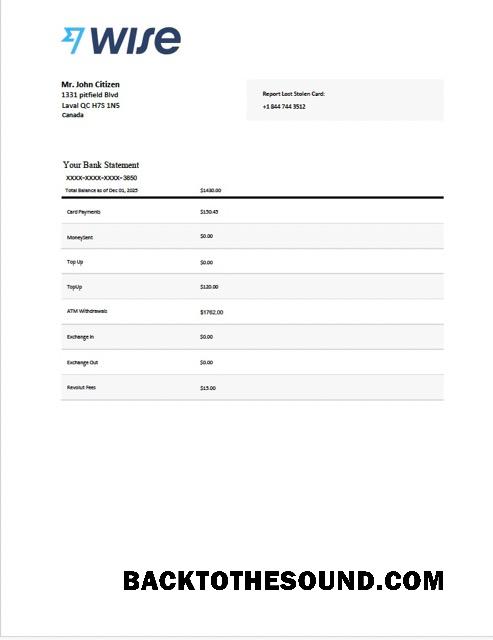 WISE
Mr. John Citizen
1331 pitfield Blvd
Laval QC H7S 1N5
Canada
Report Lost Stolen Card:
+1 844 744 3512
Your Bank Statement
XXXX-XXXX-XXXX-3850
Total Balance as of Dec 01, 2025 $1430.00
Card Payments $150.45
MoneySent $0.00
Top Up $0.00
TopUp $120.00
ATM Withdrawals $1762.00
Exchange In $0.00
Exchange Out $0.00
Revolut Fees $15.00
BACKTOTHESOUND.COM